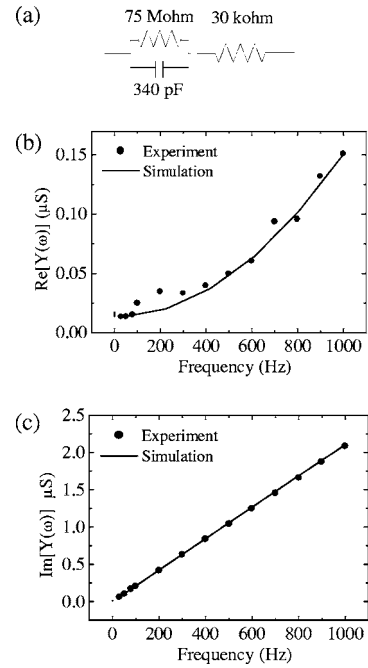 (a)
75 Mohm 30 kohm
340 pF
(b)
Experiment
Simulation
Re[Y(ω)] (μS)
0.15
0.10
0.05
0.00
0 200 400 600 800 1000
Frequency (Hz)
(c)
Experiment
Simulation
Im[Y(ω)] μS)
2.5
2.0
1.5
1.0
0.5
0.0
0 200 400 600 800 1000
Frequency (Hz)